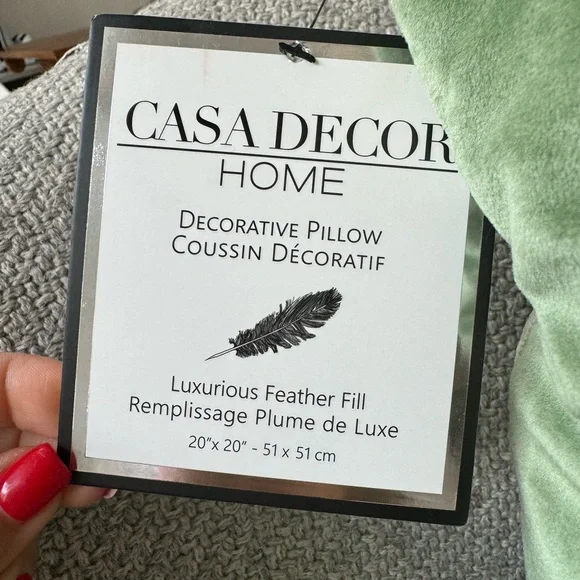 CASA DECOR
HOME
DECORATIVE PILLOW
COUSSIN DÉCORATIF
Luxurious Feather Fill
Remplissage Plume de Luxe
20"x 20" - 51 x 51 cm